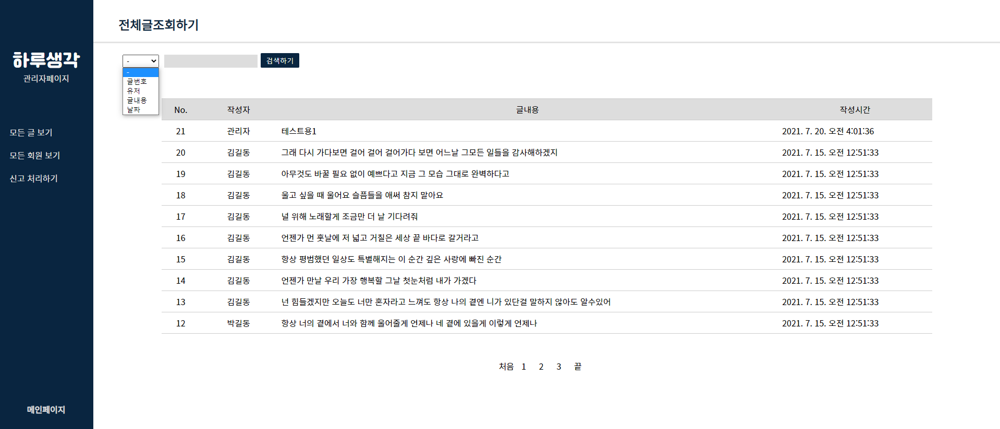 전체글조회하기
하루생각
관리자페이지
모든 글 보기
모든 회원 보기
신고 처리하기
메인페이지
- 검색하기
-
글번호
유저
글내용
날짜
No. 작성자 글내용 작성시간
21 관리자 테스트용1 2021. 7. 20. 오전 4:01:36
20 김길동 그래 다시 가다보면 걸어 걸어 걸어가다 보면 어느날 그모든 일들을 감사해하겠지 2021. 7. 15. 오전 12:51:33
19 김길동 아무것도 바꿀 필요 없이 예쁘다고 지금 그 모습 그대로 완벽하다고 2021. 7. 15. 오전 12:51:33
18 김길동 울고 싶을 때 울어요 슬픔들을 애써 참지 말아요 2021. 7. 15. 오전 12:51:33
17 김길동 널 위해 노래할게 조금만 더 날 기다려줘 2021. 7. 15. 오전 12:51:33
16 김길동 언젠가 먼 훗날에 저 넓고 거칠은 세상 끝 바다로 갈거라고 2021. 7. 15. 오전 12:51:33
15 김길동 항상 평범했던 일상도 특별해지는 이 순간 깊은 사랑에 빠진 순간 2021. 7. 15. 오전 12:51:33
14 김길동 언젠가 만날 우리 가장 행복할 그날 첫눈처럼 내가 가겠다 2021. 7. 15. 오전 12:51:33
13 김길동 넌 힘들겠지만 오늘도 너만 혼자라고 느껴도 항상 나의 곁엔 니가 있단걸 말하지 않아도 알수있어 2021. 7. 15. 오전 12:51:33
12 박길동 항상 너의 곁에서 너와 함께 울어줄게 언제나 네 곁에 있을게 이렇게 언제나 2021. 7. 15. 오전 12:51:33
처음 1 2 3 끝